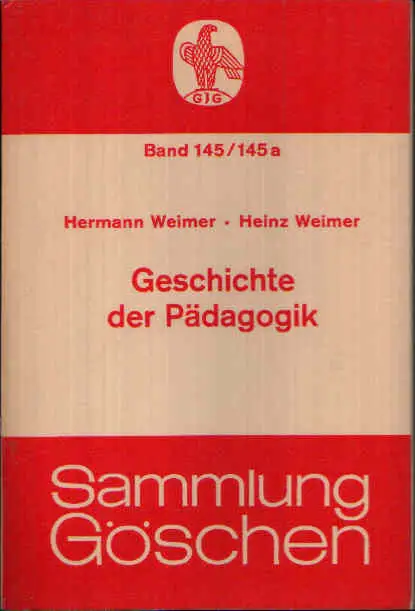 GJG
Band 145/145a
Hermann Weimer · Heinz Weimer
Geschichte
der Pädagogik
Sammlung
Göschen